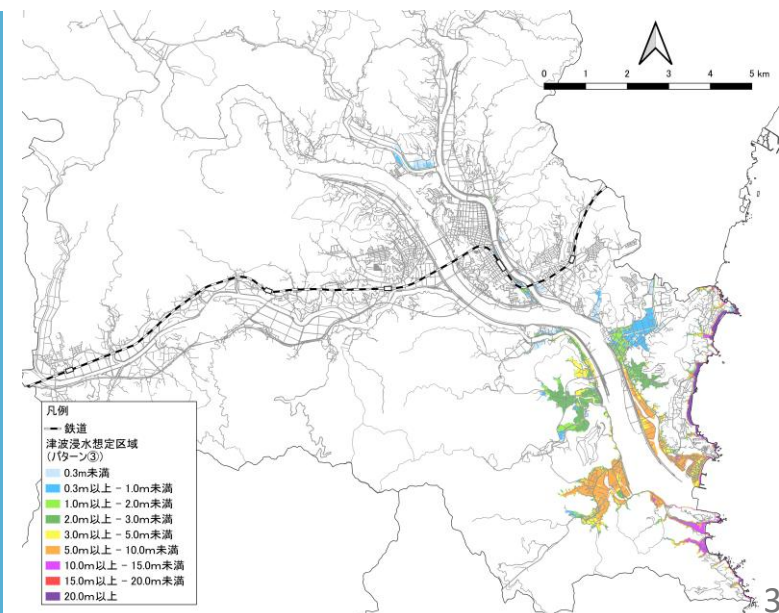 0 1 2 3 4 5 km
凡例
鉄道
津波浸水想定区域
(パターン③)
0.3m未満
0.3m以上 - 1.0m未満
1.0m以上 - 2.0m未満
2.0m以上 - 3.0m未満
3.0m以上 - 5.0m未満
5.0m以上 - 10.0m未満
10.0m以上 - 15.0m未満
15.0m以上 - 20.0m未満
20.0m以上
3